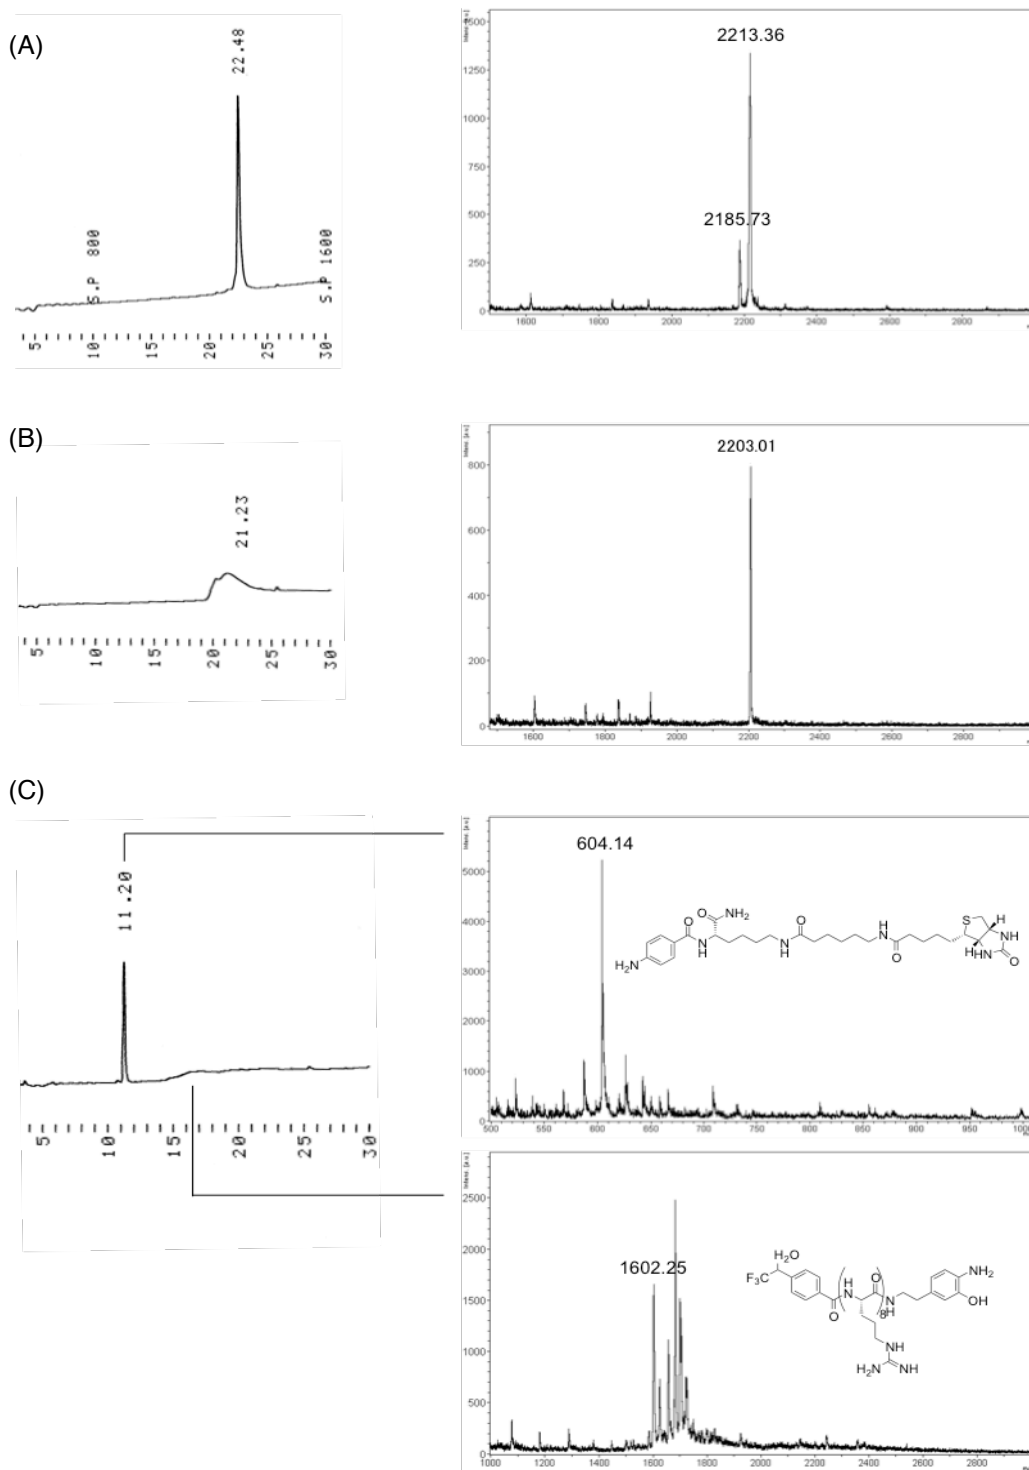 (A)
22.48
S.P 800
S.P 1600
5
10
15
20
25
30
Intens. [a.u.]
1500
1250
1000
750
500
250
0
2213.36
2185.73
1600 1800 2000 2200 2400 2600 2800
(B)
21.23
5
10
15
20
25
30
Intens. [a.u.]
800
600
400
200
0
2203.01
1600 1800 2000 2200 2400 2600 2800
(C)
11.20
5
10
15
20
25
30
Intens. [a.u.]
5000
4000
3000
2000
1000
0
604.14
O NH2
O
N
H
H2N
O
N
H
O
N
H
S
H
H
NH
HN
O
500 550 600 650 700 750 800 850 900 950
Intens. [a.u.]
2500
2000
1500
1000
500
0
1602.25
H2O
F3C
O
H
N
O
8
N
H
NH2
OH
NH
H2N NH
1000 1200 1400 1600 1800 2000 2200 2400 2600 2800